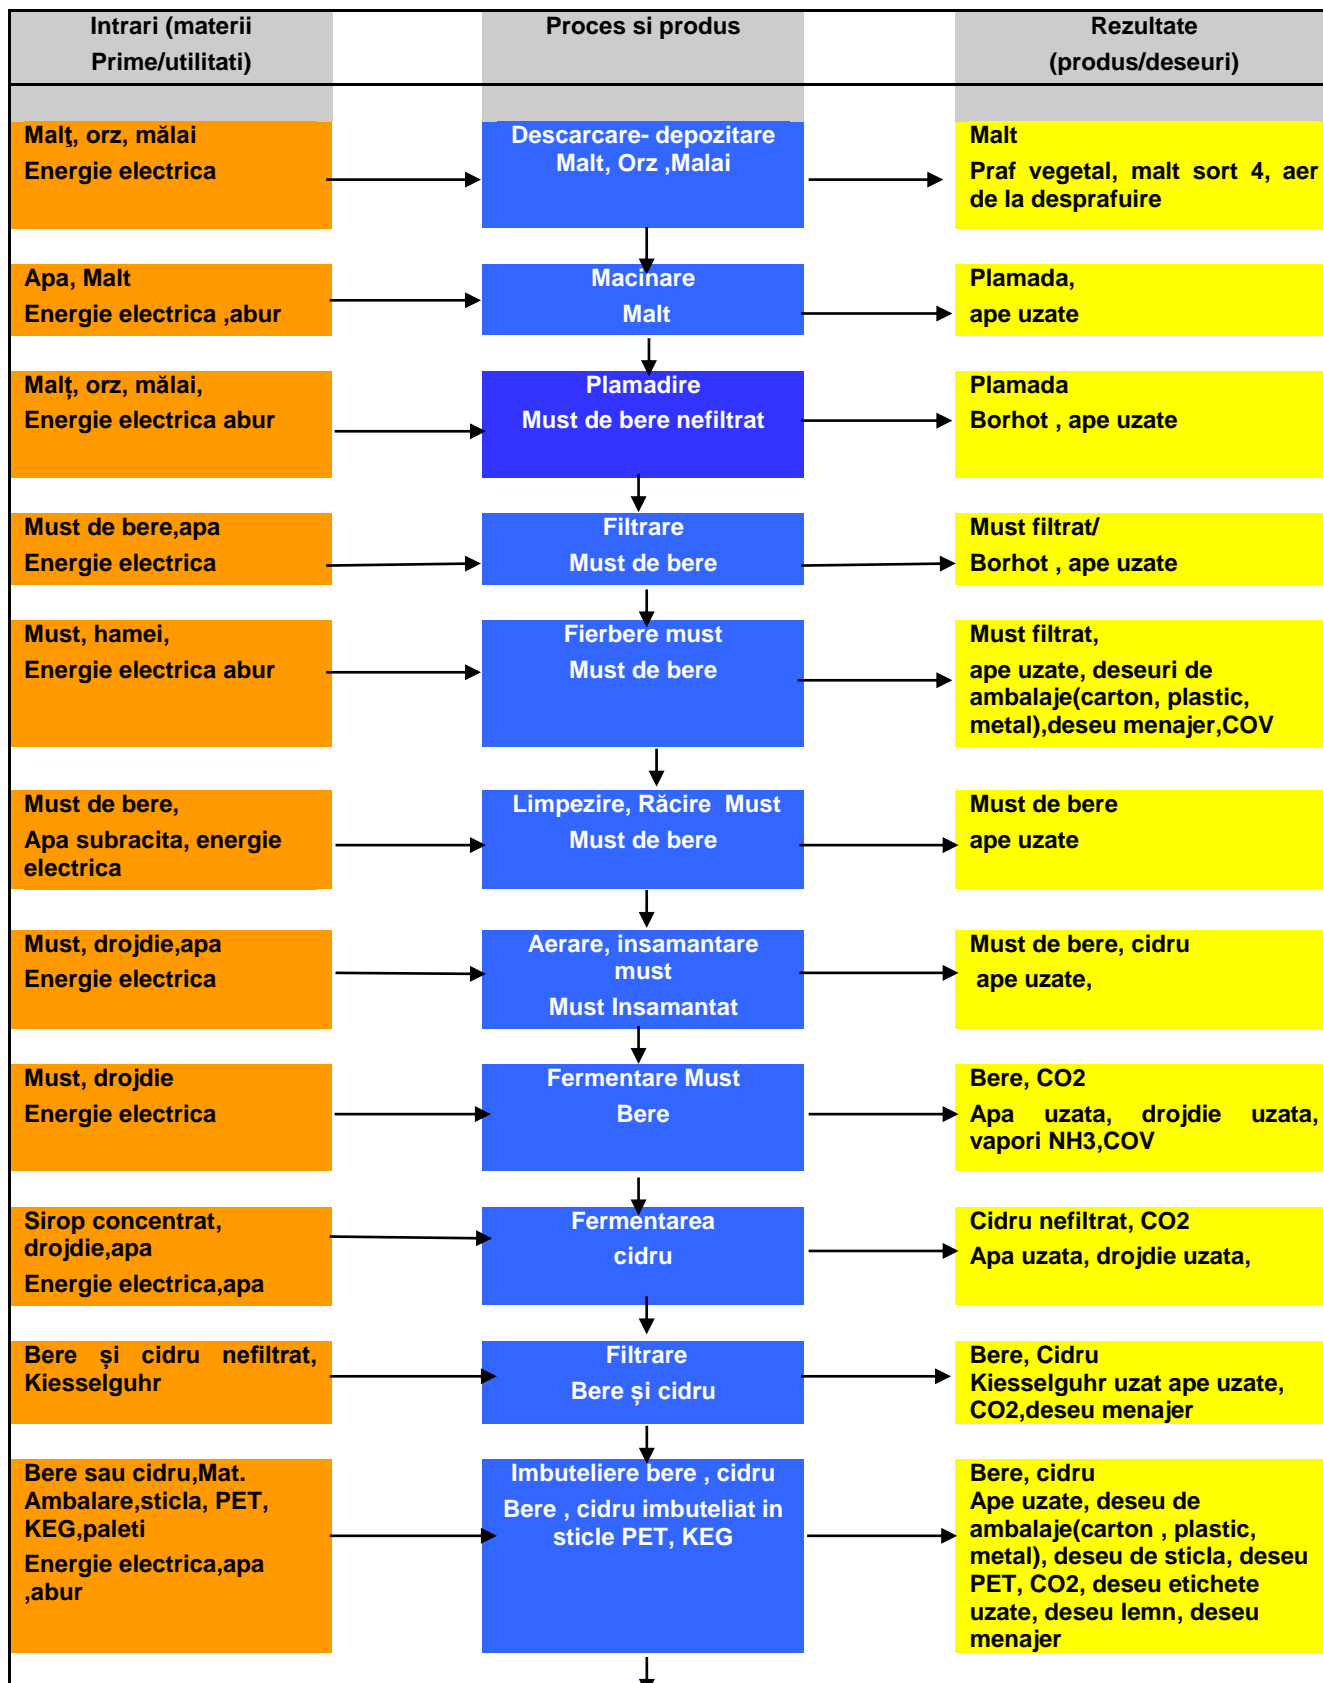 Intrari (materii
Prime/utilitati)
Proces si produs
Rezultate
(produs/deseuri)
Malţ, orz, mălai
Energie electrica
Descarcare- depozitare
Malt, Orz ,Malai
Malt
Praf vegetal, malt sort 4, aer
de la desprafuire
Apa, Malt
Energie electrica ,abur
Macinare
Malt
Plamada,
ape uzate
Malț, orz, mălai,
Energie electrica abur
Plamadire
Must de bere nefiltrat
Plamada
Borhot , ape uzate
Must de bere,apa
Energie electrica
Filtrare
Must de bere
Must filtrat/
Borhot , ape uzate
Must, hamei,
Energie electrica abur
Fierbere must
Must de bere
Must filtrat,
ape uzate, deseuri de
ambalaje(carton, plastic,
metal),deseu menajer,COV
Must de bere,
Apa subracita, energie
electrica
Limpezire, Răcire Must
Must de bere
Must de bere
ape uzate
Must, drojdie,apa
Energie electrica
Aerare, insamantare
must
Must Insamantat
Must de bere, cidru
ape uzate,
Must, drojdie
Energie electrica
Fermentare Must
Bere
Bere, CO2
Apa uzata, drojdie uzata,
vapori NH3,COV
Sirop concentrat,
drojdie,apa
Energie electrica,apa
Fermentarea
cidru
Cidru nefiltrat, CO2
Apa uzata, drojdie uzata,
Bere și cidru nefiltrat,
Kiesselguhr
Filtrare
Bere și cidru
Bere, Cidru
Kiesselguhr uzat ape uzate,
CO2,deseu menajer
Bere sau cidru,Mat.
Ambalare,sticla, PET,
KEG,paleti
Energie electrica,apa
,abur
Imbuteliere bere , cidru
Bere , cidru imbuteliat in
sticle PET, KEG
Bere, cidru
Ape uzate, deseu de
ambalaje(carton , plastic,
metal), deseu de sticla, deseu
PET, CO2, deseu etichete
uzate, deseu lemn, deseu
menajer